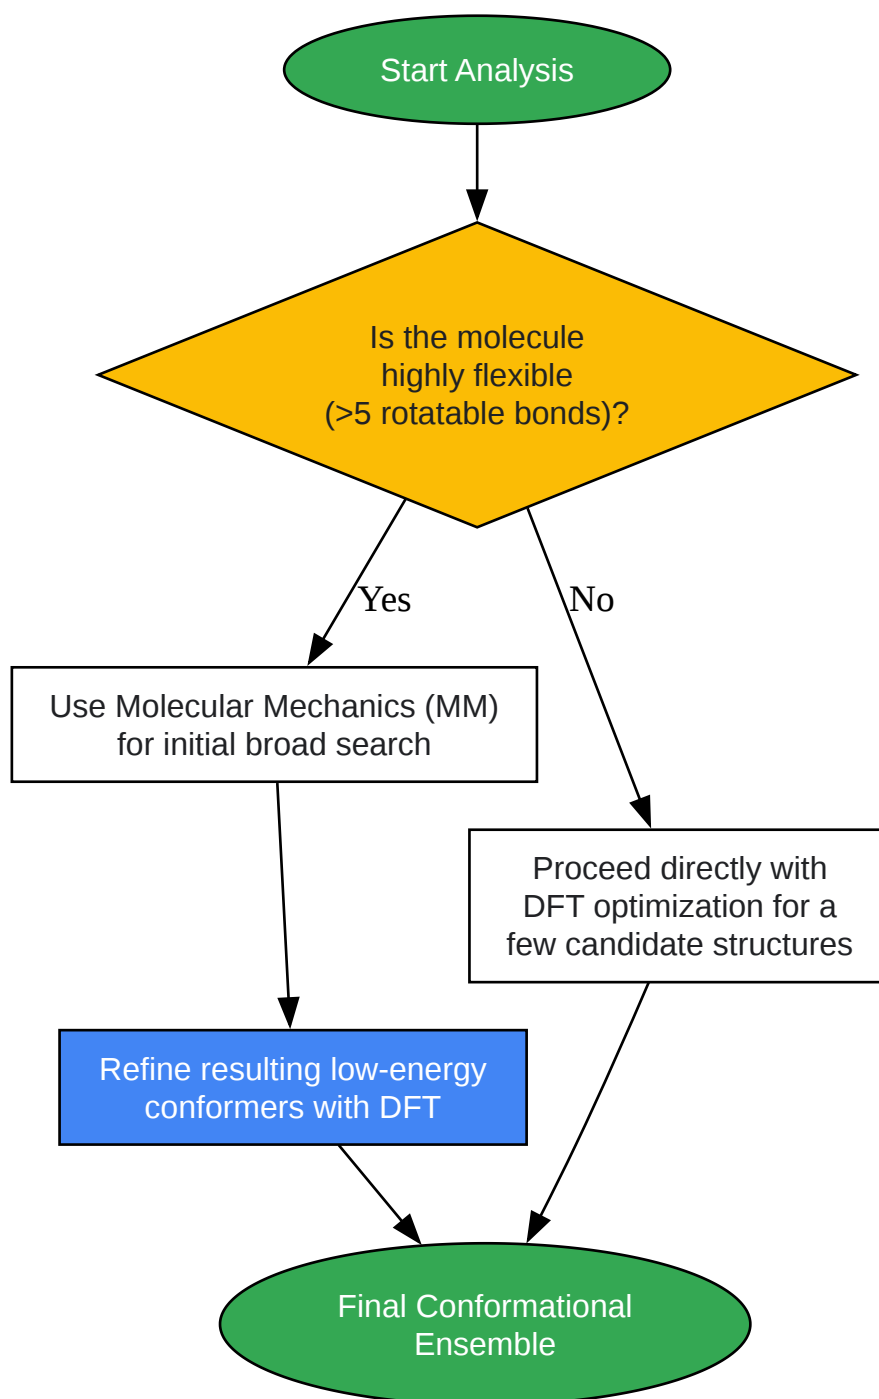 Start Analysis
Is the molecule
highly flexible
(>5 rotatable bonds)?
Yes
No
Use Molecular Mechanics (MM)
for initial broad search
Proceed directly with
DFT optimization for a
few candidate structures
Refine resulting low-energy
conformers with DFT
Final Conformational
Ensemble